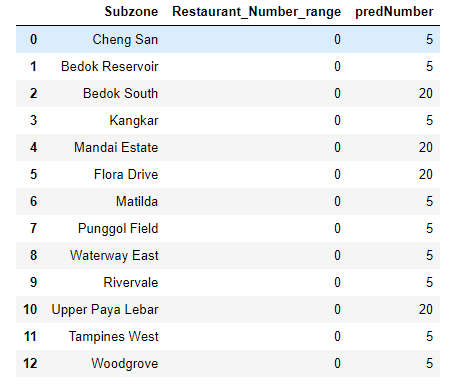 Subzone Restaurant_Number_range predNumber
0 Cheng San 0 5
1 Bedok Reservoir 0 5
2 Bedok South 0 20
3 Kangkar 0 5
4 Mandai Estate 0 20
5 Flora Drive 0 20
6 Matilda 0 5
7 Punggol Field 0 5
8 Waterway East 0 5
9 Rivervale 0 5
10 Upper Paya Lebar 0 20
11 Tampines West 0 5
12 Woodgrove 0 5